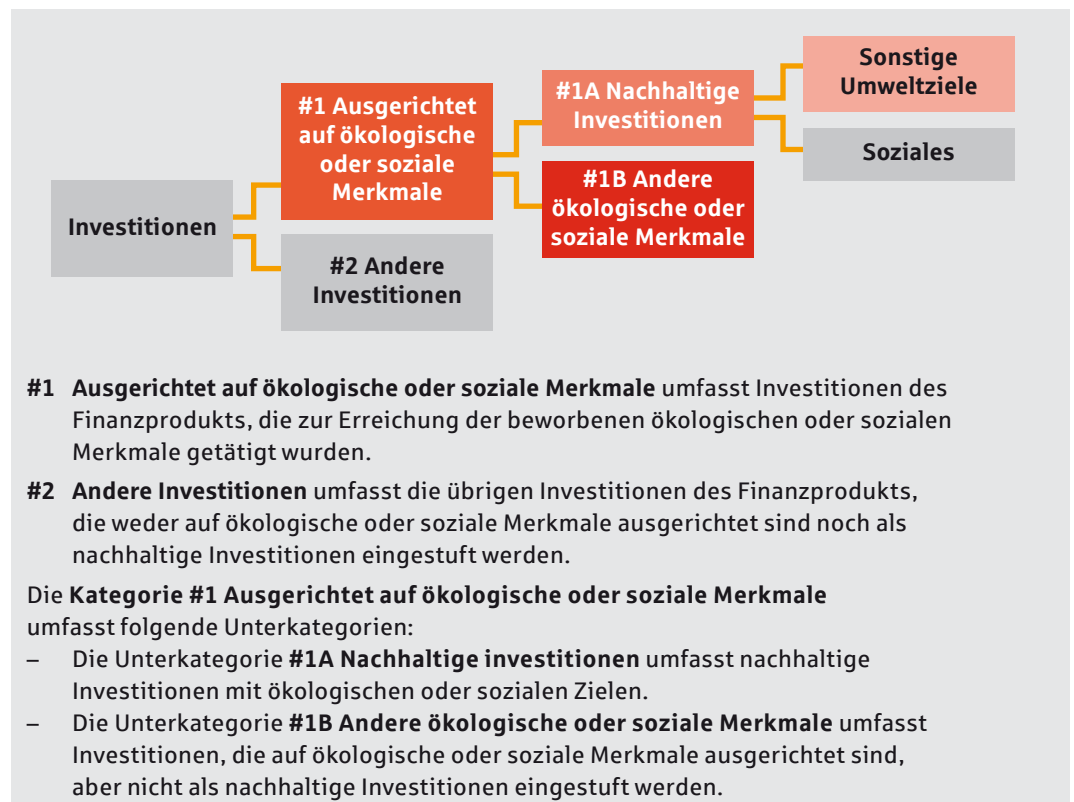 Investitionen
#1 Ausgerichtet
auf ökologische
oder soziale
Merkmale
#2 Andere
Investitionen
#1A Nachhaltige
Investitionen
#1B Andere
ökologische oder
soziale Merkmale
Sonstige
Umweltziele
Soziales
#1 Ausgerichtet auf ökologische oder soziale Merkmale umfasst Investitionen des
Finanzprodukts, die zur Erreichung der beworbenen ökologischen oder sozialen
Merkmale getätigt wurden.
#2 Andere Investitionen umfasst die übrigen Investitionen des Finanzprodukts,
die weder auf ökologische oder soziale Merkmale ausgerichtet sind noch als
nachhaltige Investitionen eingestuft werden.
Die Kategorie #1 Ausgerichtet auf ökologische oder soziale Merkmale
umfasst folgende Unterkategorien:
– Die Unterkategorie #1A Nachhaltige investitionen umfasst nachhaltige
Investitionen mit ökologischen oder sozialen Zielen.
– Die Unterkategorie #1B Andere ökologische oder soziale Merkmale umfasst
Investitionen, die auf ökologische oder soziale Merkmale ausgerichtet sind,
aber nicht als nachhaltige Investitionen eingestuft werden.